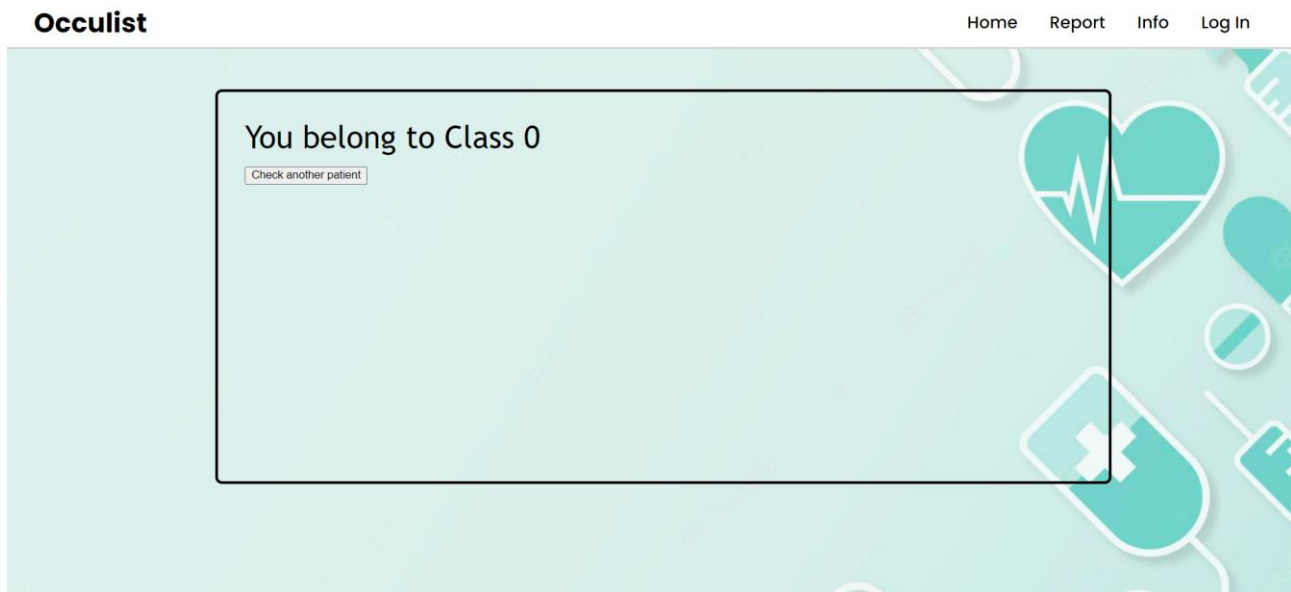 Occulist
Home Report Info Log In
You belong to Class 0
Check another patient